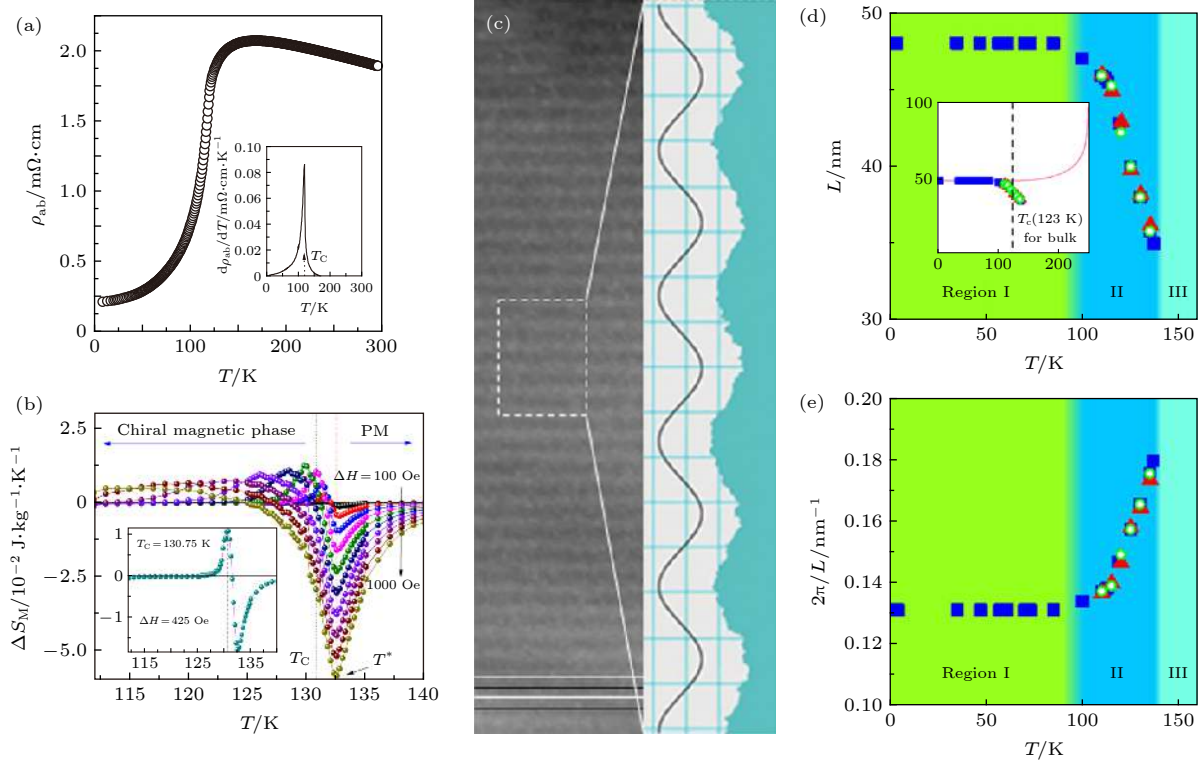 (a)
2.0
1.5
1.0
0.5
0
ρab/mΩ·cm
0
100
200
300
T/K
0.10
0.08
0.06
0.04
0.02
0
dρab/dT/mΩ·cm·K−1
TC
0
100
200
300
T/K
(b)
2.5
0
−2.5
−5.0
ΔSM/10−2 J·kg−1·K−1
Chiral magnetic phase
PM
ΔH=100 Oe
1000 Oe
1
0
−1
TC=130.75 K
ΔH=425 Oe
115
125
135
TC
T*
115
120
125
130
135
140
T/K
(c)
(d)
50
40
30
L/nm
100
50
0
100
200
Tc(123 K)
for bulk
Region I
II
III
0
50
100
150
T/K
(e)
0.20
0.18
0.16
0.14
0.12
0.10
2π/L/nm−1
Region I
II
III
0
50
100
150
T/K